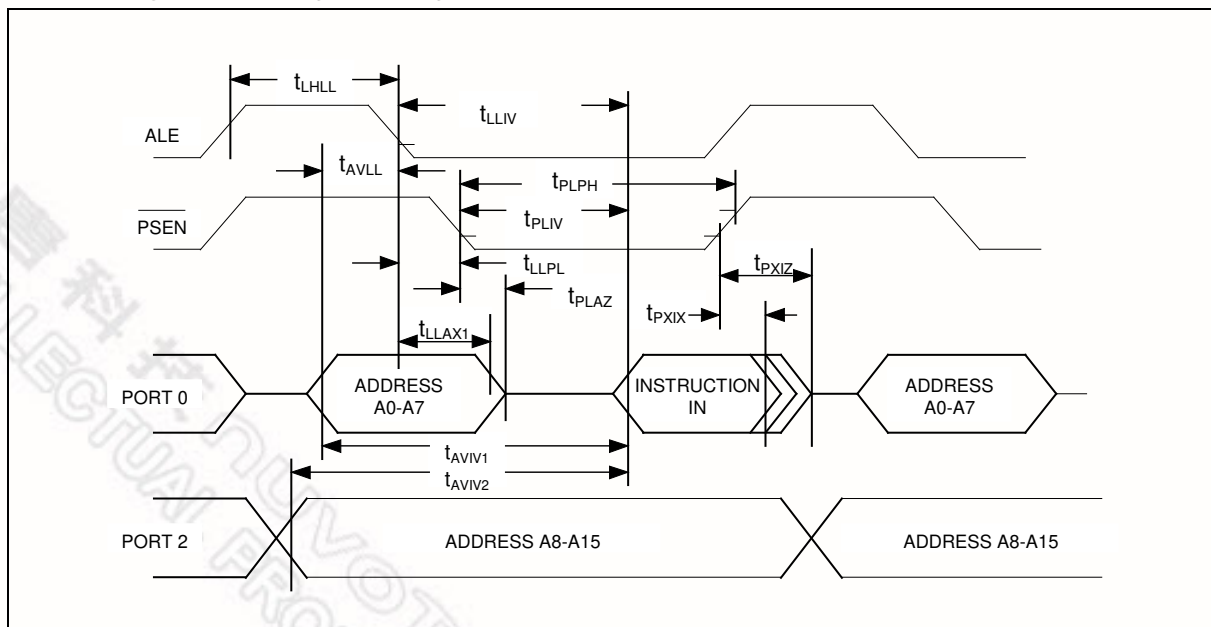 tLHLL
tLLIV
ALE
tAVLL
tPLPH
PSEN
tPLIV
tLLPL
tPLAZ
tPXIZ
tPXIX
tLLAX1
PORT 0
ADDRESS
A0-A7
INSTRUCTION
IN
ADDRESS
A0-A7
tAVIV1
tAVIV2
PORT 2
ADDRESS A8-A15
ADDRESS A8-A15